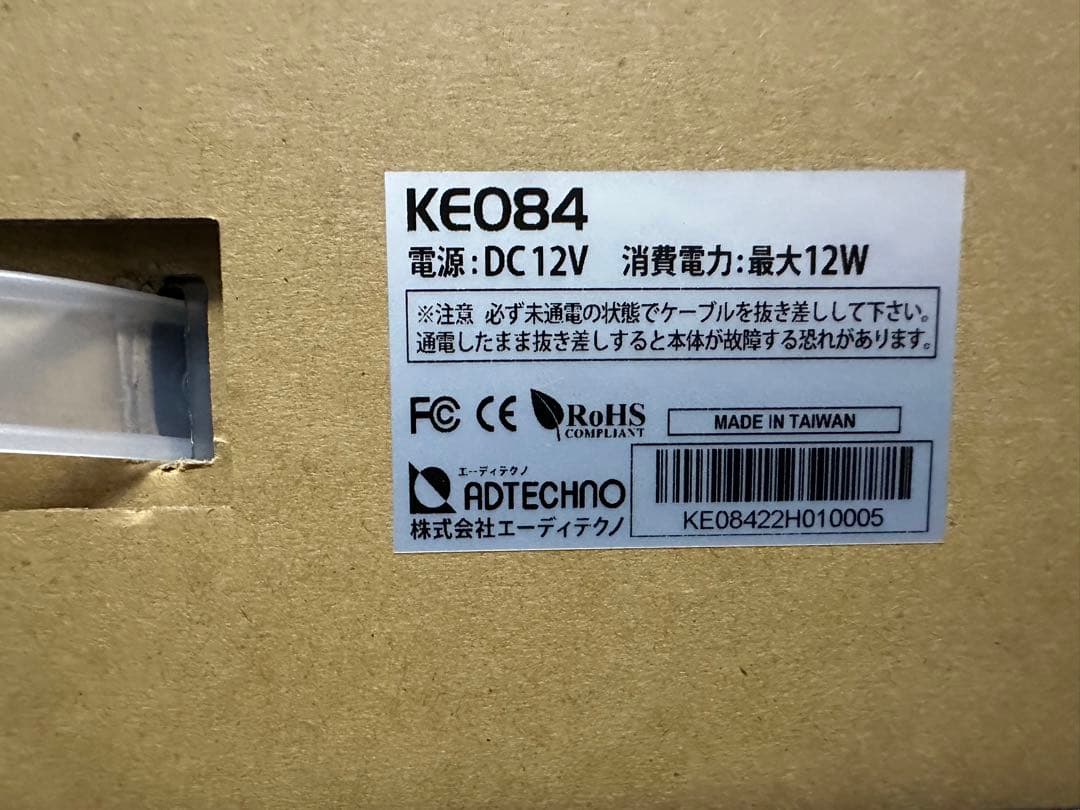 KE084
電源:DC12V 消費電力:最大12W
※注意 必ず未通電の状態でケーブルを抜き差しして下さい。
通電したまま抜き差しすると本体が故障する恐れがあります。
FC CE RoHS
COMPLIANT
MADE IN TAIWAN
エーディテクノ
ADTECHNO
株式会社エーディテクノ
KE08422H010005